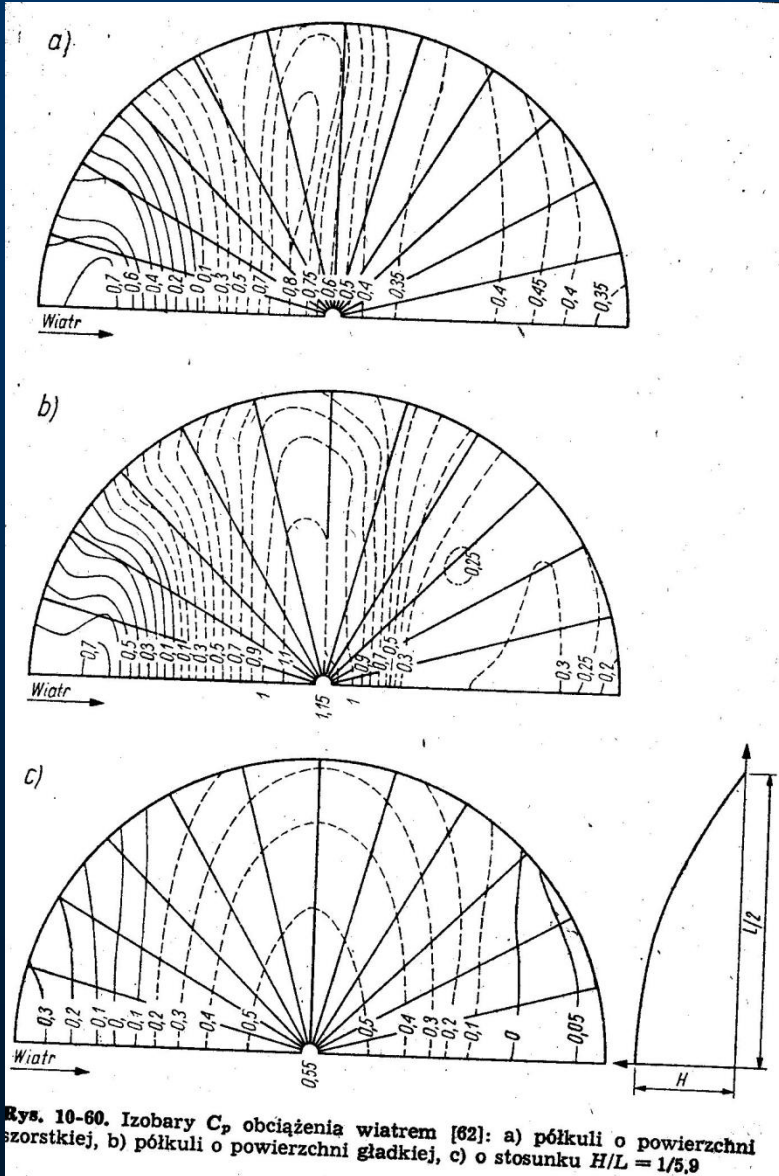 a)
0,7 0,6 0,4 0,2 0 0,1 0,3 0,5 0,7 0,8 0,75 0,6 0,5 0,4 0,35 0,4 0,45 0,4 0,35
Wiatr
b)
0,25
0,7 0,5 0,3 0,1 0,1 0,3 0,5 0,7 0,9 1,1 0,9 0,7 0,5 0,3 0,3 0,25 0,2
Wiatr
1 1,15 1
c)
L/2
0,3 0,2 0,1 0 0,1 0,2 0,3 0,4 0,5 0,5 0,4 0,3 0,2 0,1 0 0,05
Wiatr
0,55
H
Rys. 10-60. Izobary Cp obciążenia wiatrem [62]: a) półkuli o powierzchni
szorstkiej, b) półkuli o powierzchni gładkiej, c) o stosunku H/L = 1/5,9